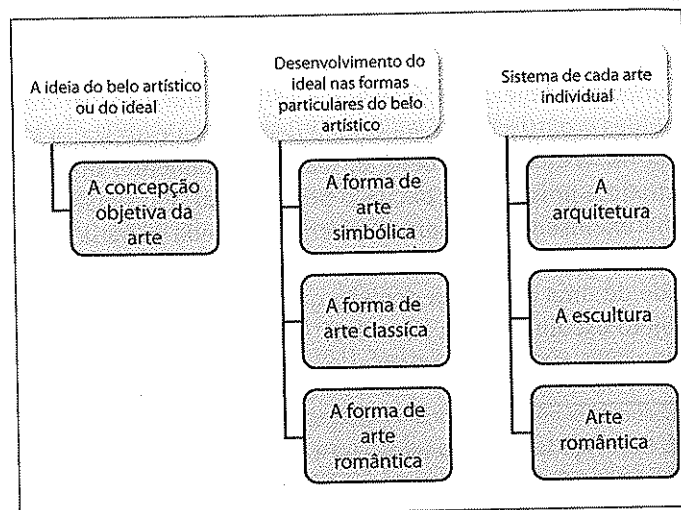 A ideia do belo artístico
ou do ideal
A concepção
objetiva da
arte
Desenvolvimento do
ideal nas formas
particulares do belo
artístico
A forma de
arte
simbólica
A forma de
arte classica
A forma de
arte
romântica
Sistema de cada arte
individual
A
arquitetura
A escultura
Arte
romântica